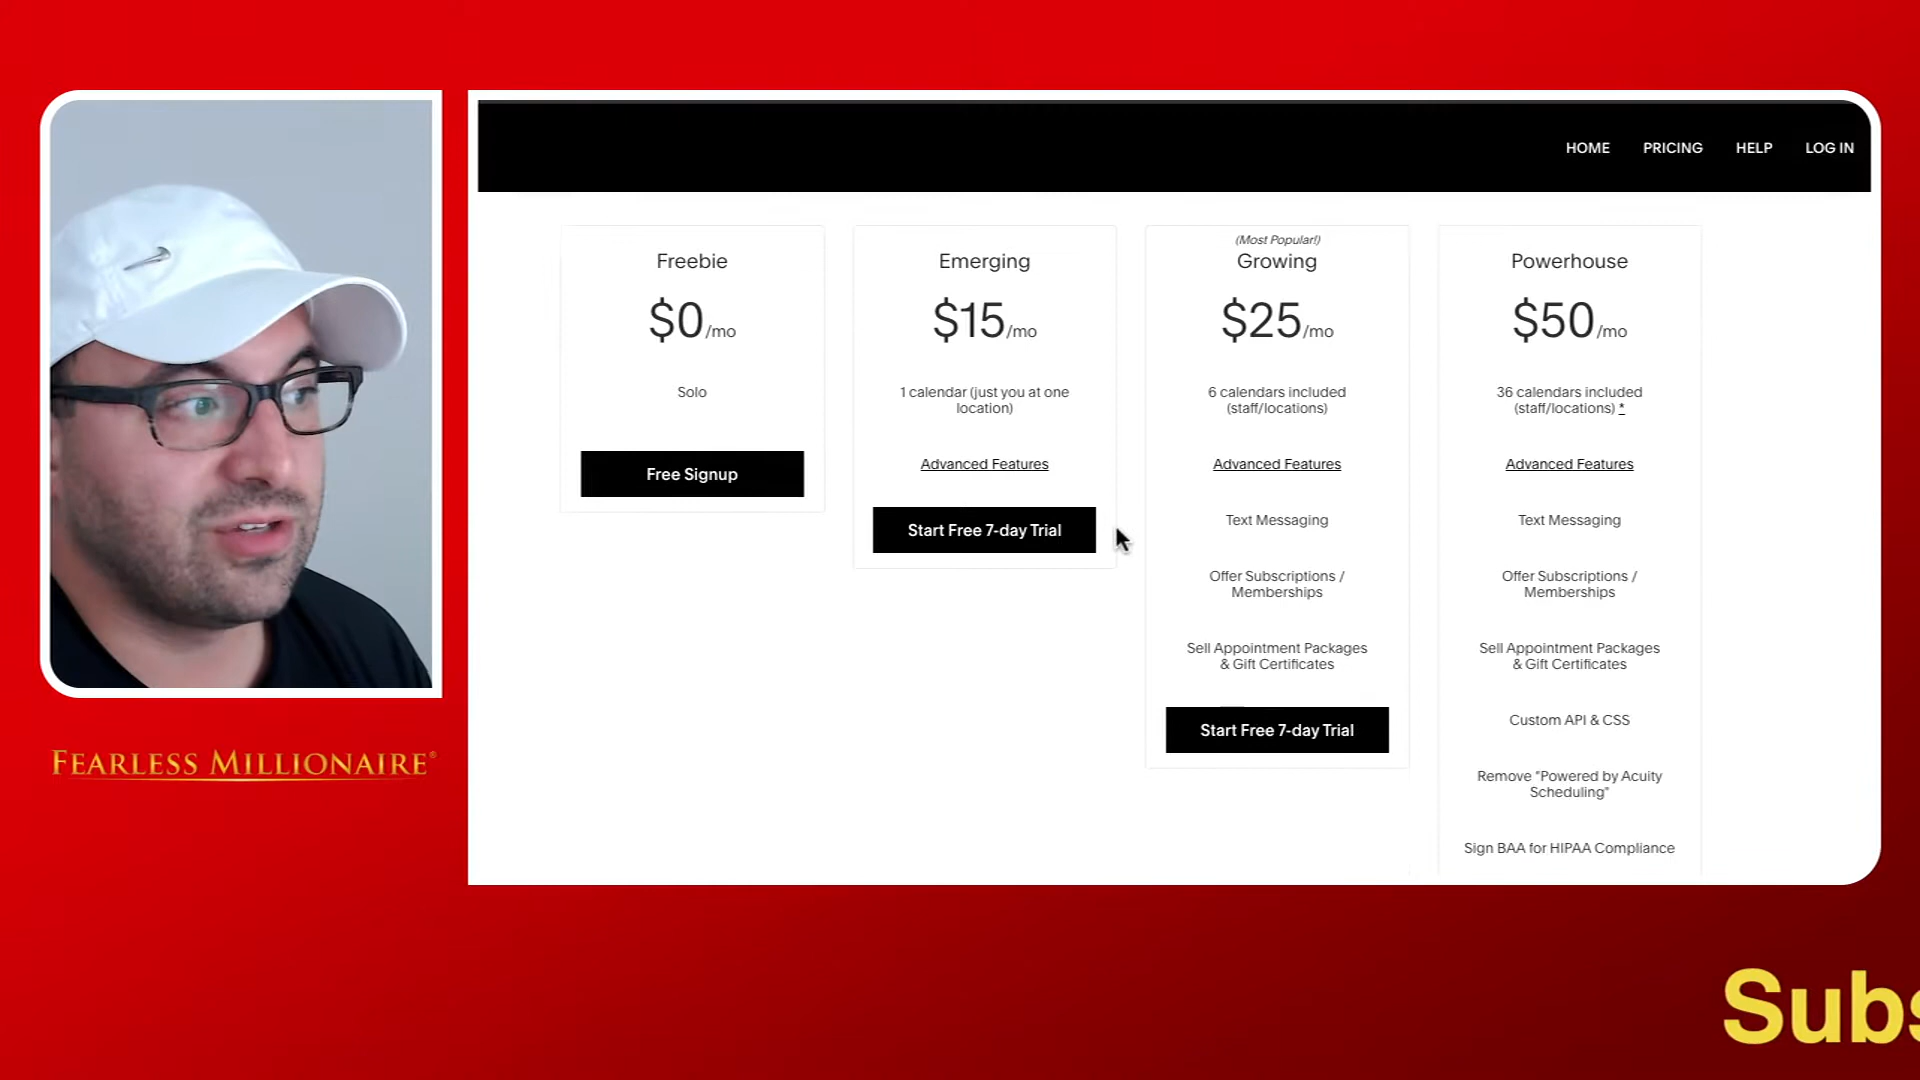 HOME PRICING HELP LOG IN
Freebie
$0/mo
Solo
Free Signup
Emerging
$15/mo
1 calendar (just you at one
location)
Advanced Features
Start Free 7-day Trial
(Most Popular!)
Growing
$25/mo
6 calendars included
(staff/locations)
Advanced Features
Text Messaging
Offer Subscriptions /
Memberships
Sell Appointment Packages
& Gift Certificates
Start Free 7-day Trial
Powerhouse
$50/mo
36 calendars included
(staff/locations) *
Advanced Features
Text Messaging
Offer Subscriptions /
Memberships
Sell Appointment Packages
& Gift Certificates
Custom API & CSS
Remove "Powered by Acuity
Scheduling"
Sign BAA for HIPAA Compliance
FEARLESS MILLIONAIRE®
Subs